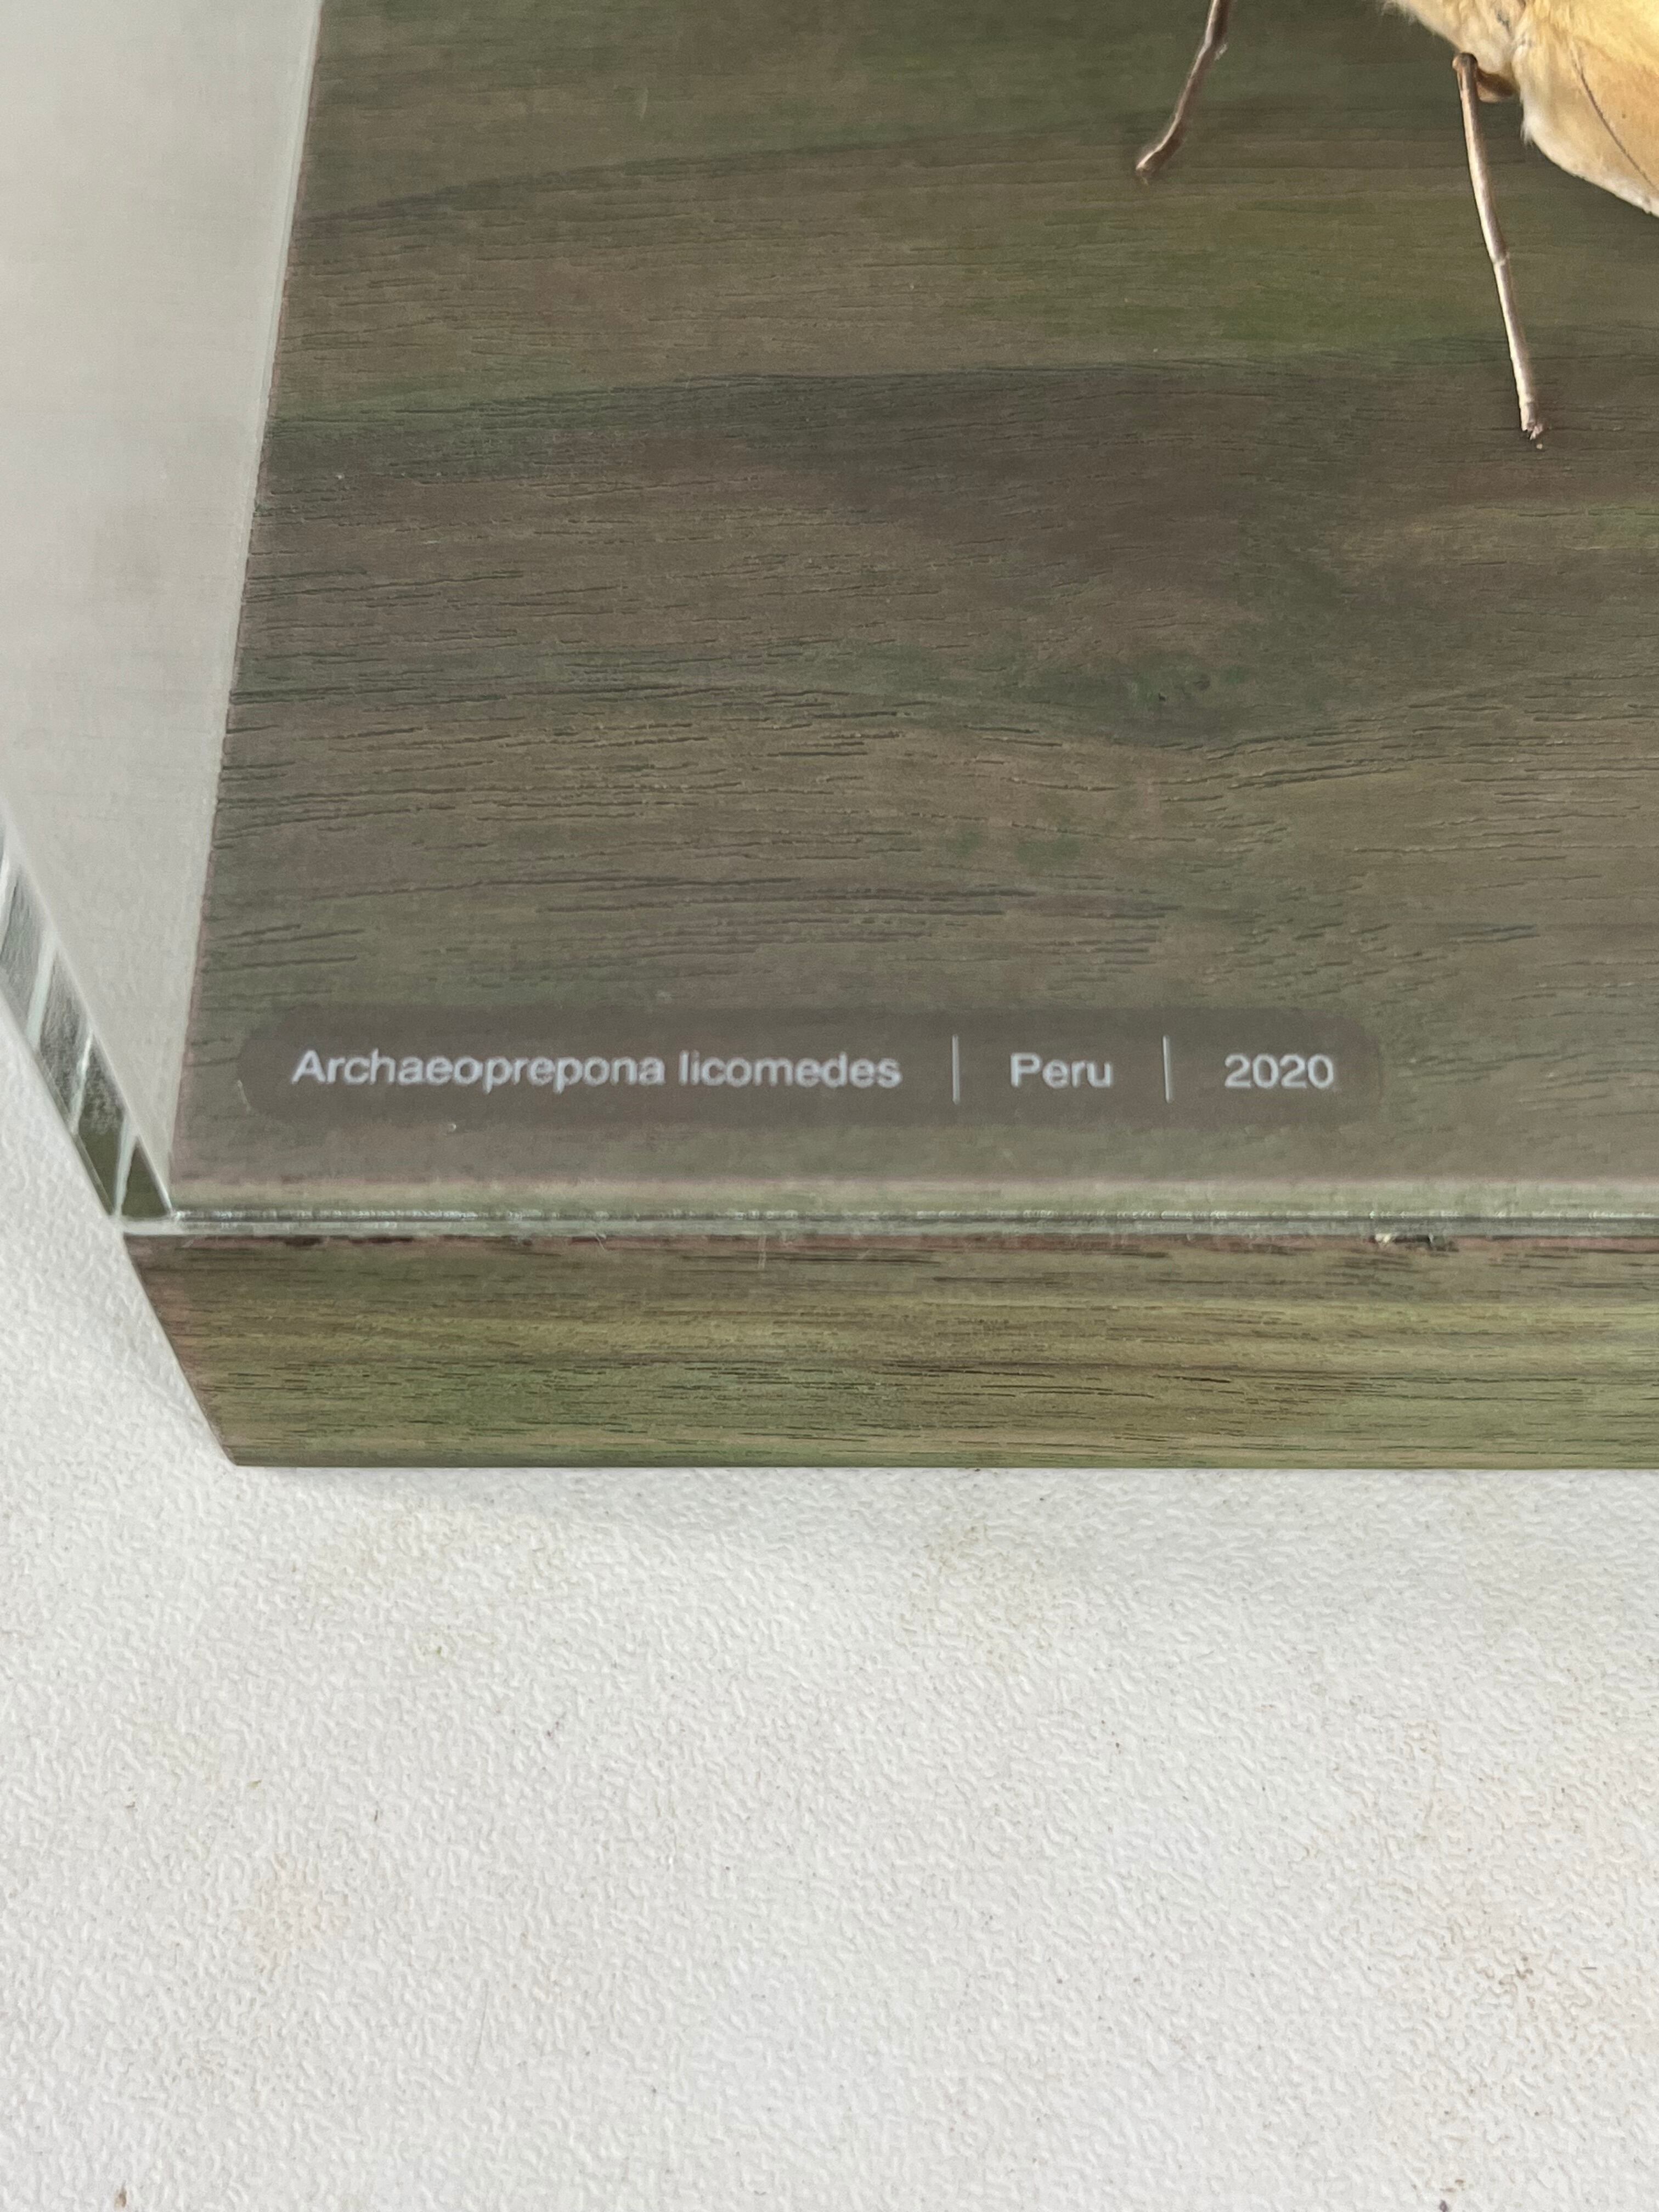 Archaeoprepona licomedes | Peru | 2020